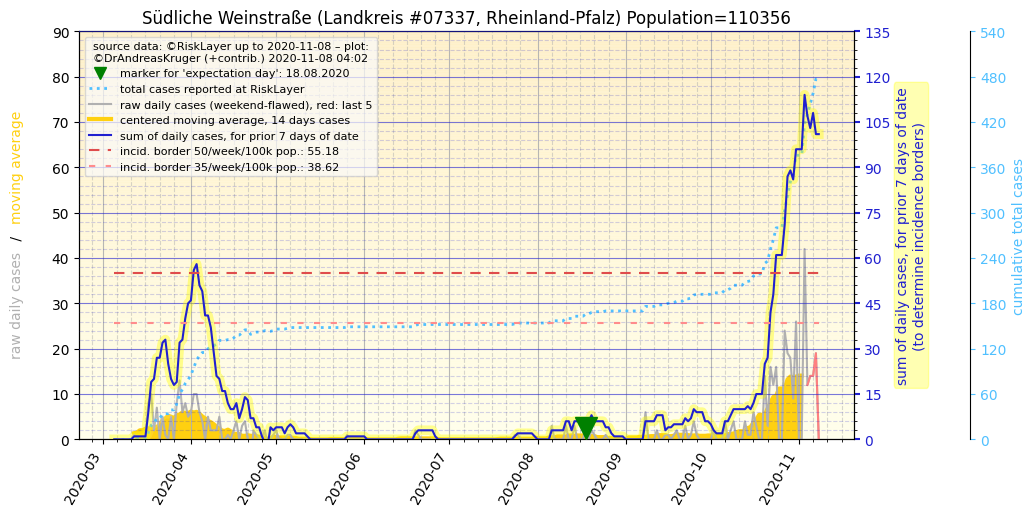 Südliche Weinstraße (Landkreis #07337, Rheinland-Pfalz) Population=110356
source data: ©RiskLayer up to 2020-11-08 – plot:
©DrAndreasKruger (+contrib.) 2020-11-08 04:02
marker for 'expectation day': 18.08.2020
total cases reported at RiskLayer
raw daily cases (weekend-flawed), red: last 5
centered moving average, 14 days cases
sum of daily cases, for prior 7 days of date
incid. border 50/week/100k pop.: 55.18
incid. border 35/week/100k pop.: 38.62
raw daily cases / moving average
90
80
70
60
50
40
30
20
10
0
2020-03
2020-04
2020-05
2020-06
2020-07
2020-08
2020-09
2020-10
2020-11
135
120
105
90
75
60
45
30
15
0
sum of daily cases, for prior 7 days of date
(to determine incidence borders)
540
480
420
360
300
240
180
120
60
0
cumulative total cases